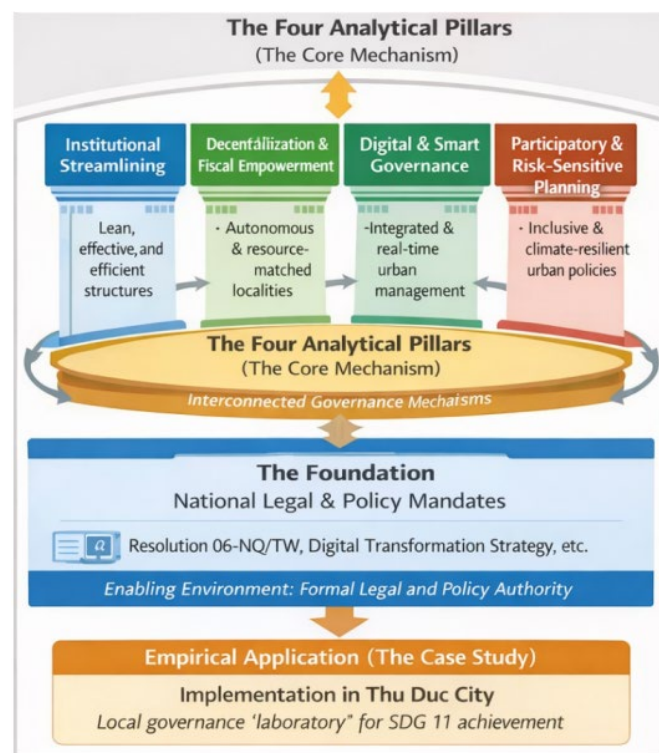 The Four Analytical Pillars
(The Core Mechanism)
Institutional
Streamlining
Decenfáilization &
Fiscal Empowerment
Digital & Smart
Governance
Participatory &
Risk-Sensitive
Planning
Lean,
effective, and
efficient
structures
· Autonomous
& resource-
matched
localities
-Integrated &
real-time
urban
management
· Inclusive &
climate-resilient
urban policies
The Four Analytical Pillars
(The Core Mechanism)
Interconnected Governance Mechaisms
The Foundation
National Legal & Policy Mandates
a
Resolution 06-NQ/TW, Digital Transformation Strategy, etc.
Enabling Environment: Formal Legal and Policy Authority
Empirical Application (The Case Study)
Implementation in Thu Duc City
Local governance 'laboratory" for SDG 11 achievement